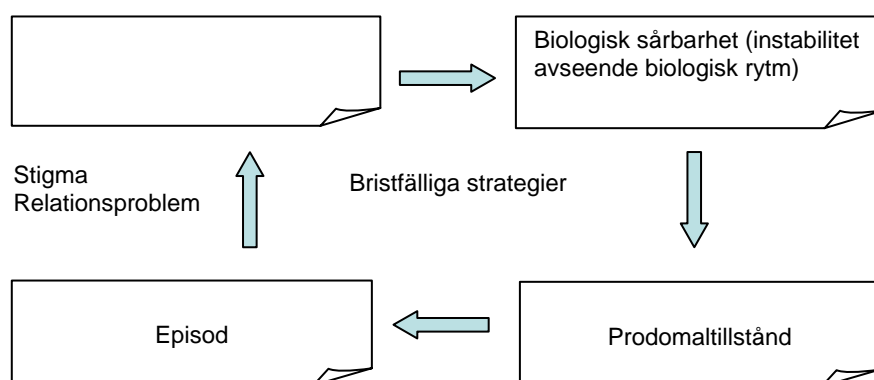 Biologisk sårbarhet (instabilitet
avseende biologisk rytm)
Stigma
Relationsproblem
Bristfälliga strategier
Episod
Prodomaltillstånd